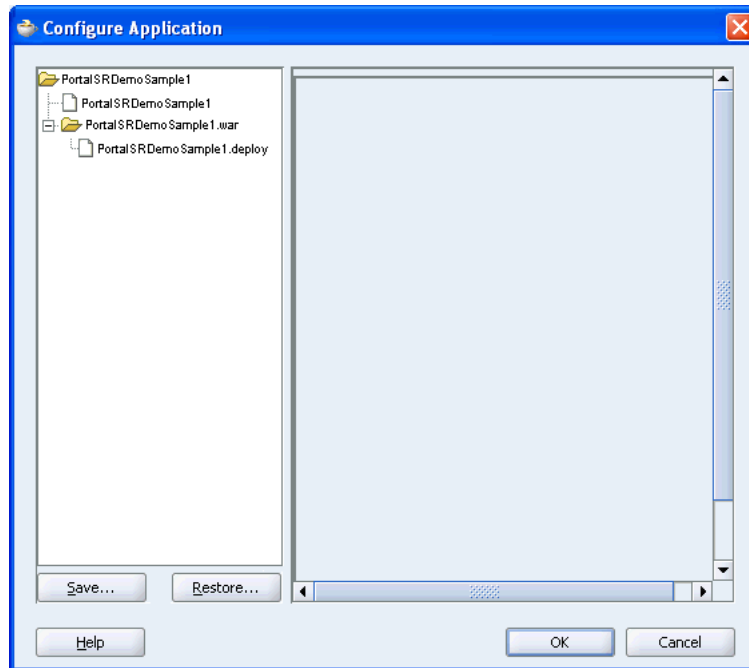 Configure Application
PortalSRDemoSample1
PortalSRDemoSample1
PortalSRDemoSample1.war
PortalSRDemoSample1.deploy
Save...
Restore...
Help
OK
Cancel